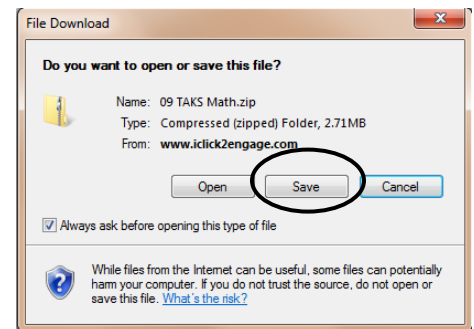 File Download
Do you want to open or save this file?
Name: 09 TAKS Math.zip
Type: Compressed (zipped) Folder, 2.71MB
From: www.iclick2engage.com
Open Save Cancel
Always ask before opening this type of file
While files from the Internet can be useful, some files can potentially
harm your computer. If you do not trust the source, do not open or
save this file. What's the risk?